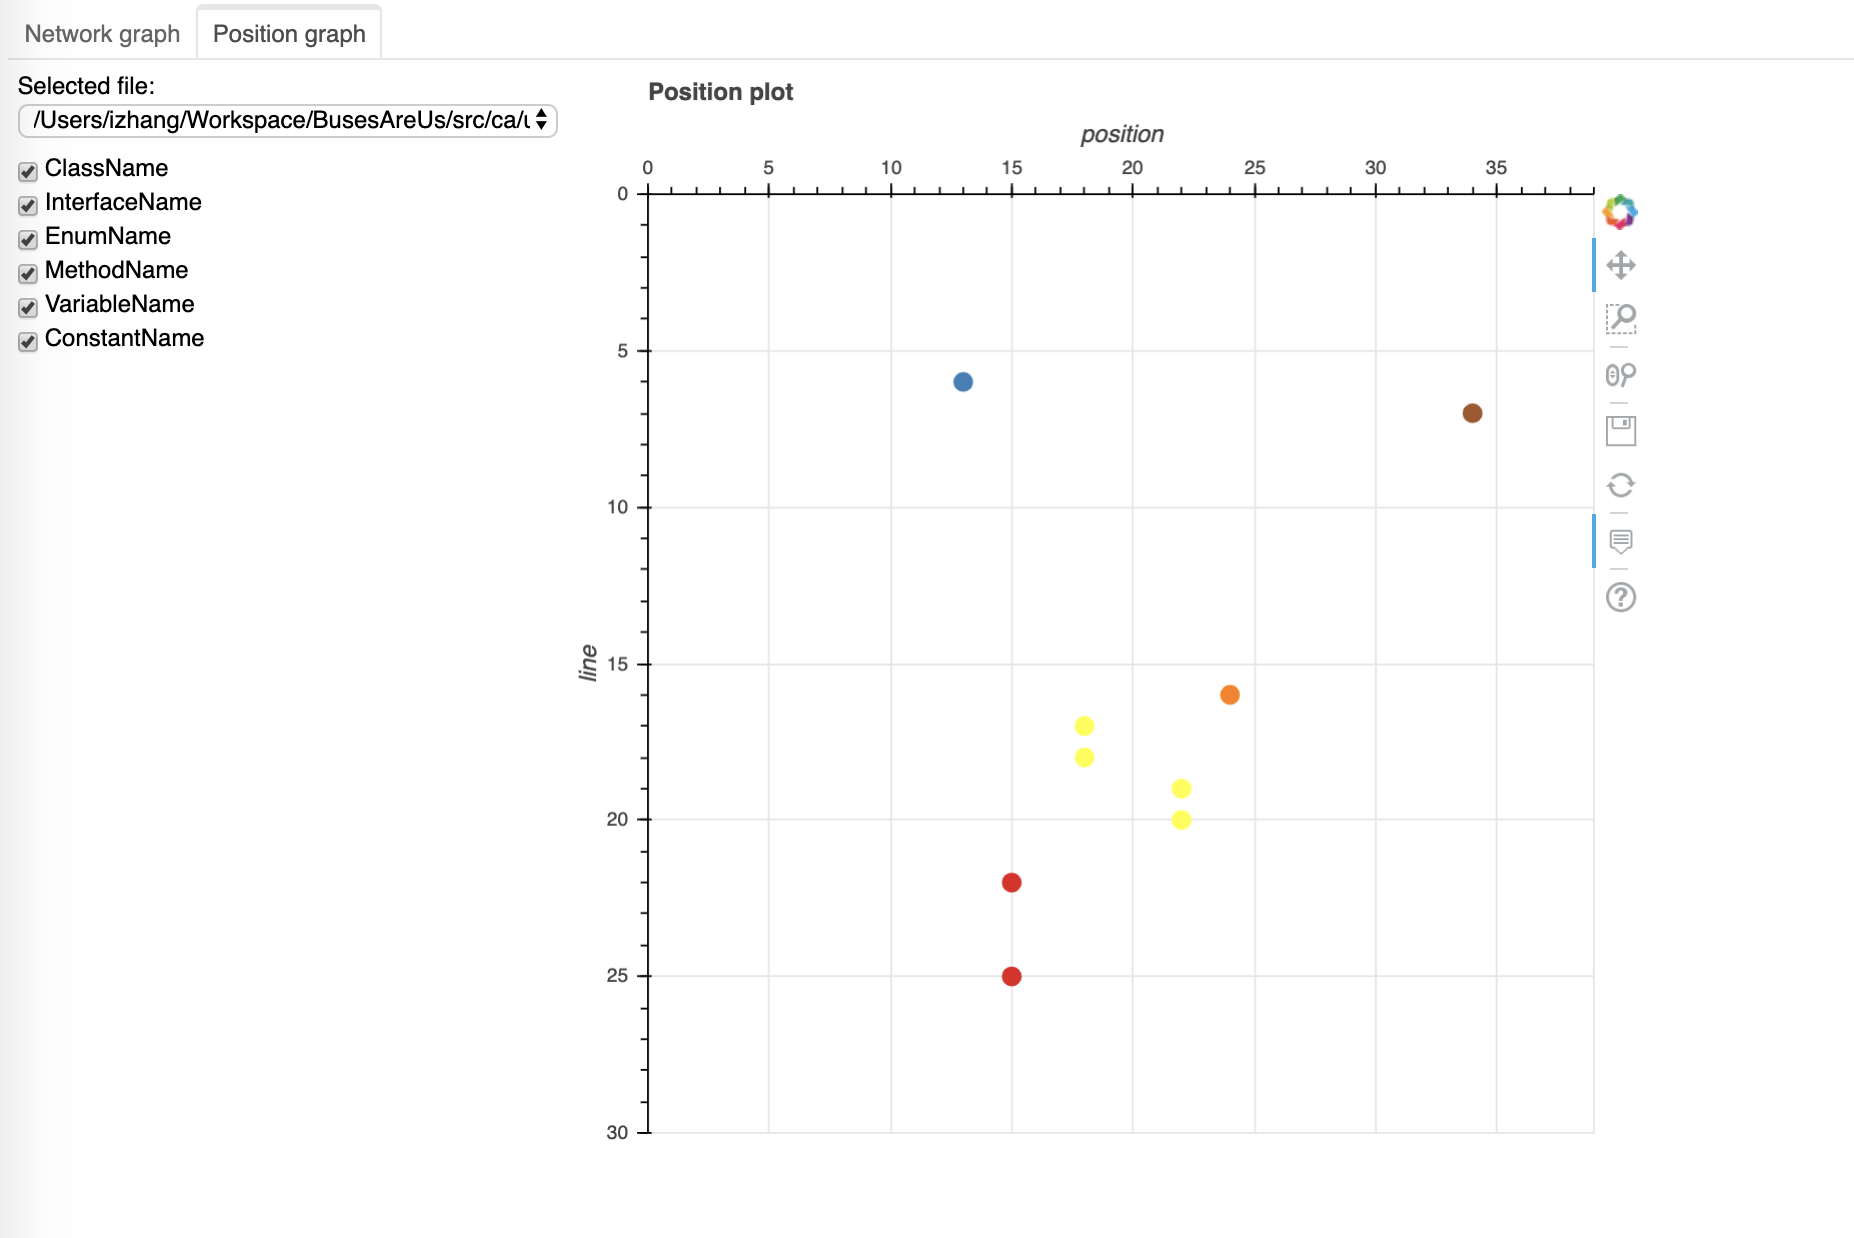 Network graph
Position graph
Selected file:
/Users/izhang/Workspace/BusesAreUs/src/ca/
ClassName
InterfaceName
EnumName
MethodName
VariableName
ConstantName
Position plot
position
0 5 10 15 20 25 30 35
0
5
10
15
20
25
30
line